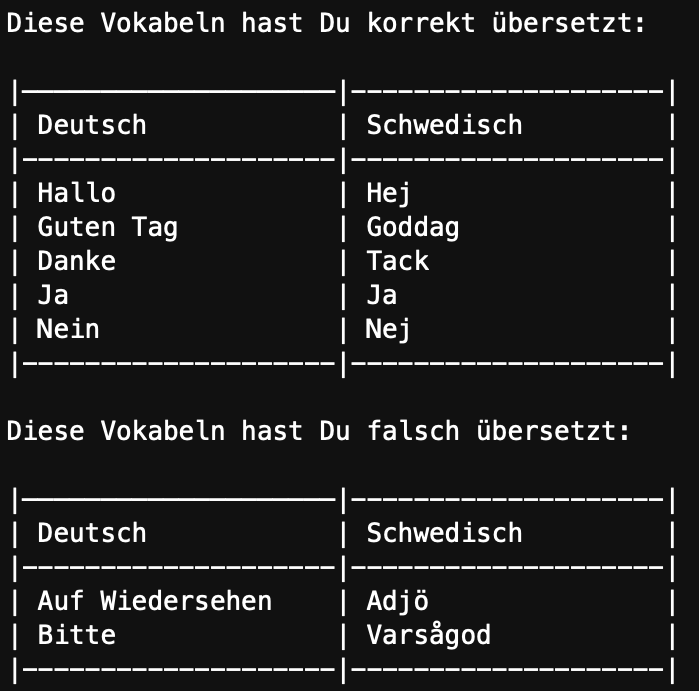 Diese Vokabeln hast Du korrekt übersetzt:
|————————————————————|--------------------|
| Deutsch            | Schwedisch         |
|--------------------|--------------------|
| Hallo              | Hej                |
| Guten Tag          | Goddag             |
| Danke              | Tack               |
| Ja                 | Ja                 |
| Nein               | Nej                |
|--------------------|--------------------|
Diese Vokabeln hast Du falsch übersetzt:
|————————————————————|--------------------|
| Deutsch            | Schwedisch         |
|--------------------|--------------------|
| Auf Wiedersehen    | Adjö               |
| Bitte              | Varsågod           |
|--------------------|--------------------|